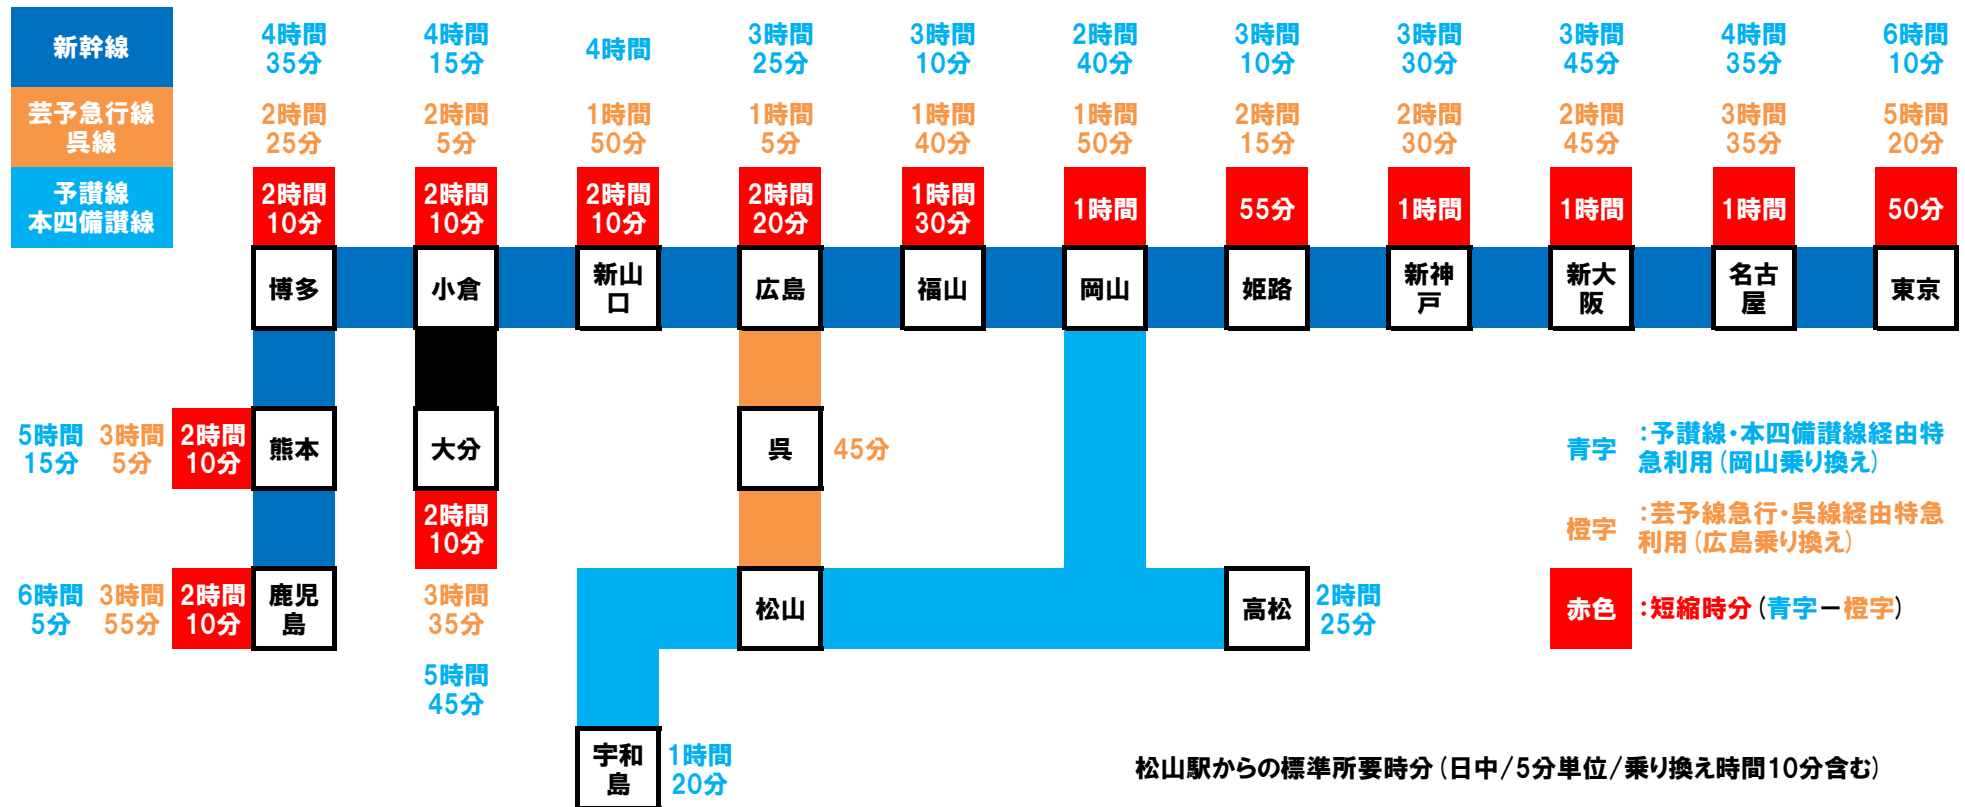 新幹線
4時間
35分
4時間
15分
4時間
3時間
25分
3時間
10分
2時間
40分
3時間
10分
3時間
30分
3時間
45分
4時間
35分
6時間
10分
芸予急行線
呉線
2時間
25分
2時間
5分
1時間
50分
1時間
5分
1時間
40分
1時間
50分
2時間
15分
2時間
30分
2時間
45分
3時間
35分
5時間
20分
予讃線
本四備讃線
2時間
10分
2時間
10分
2時間
10分
2時間
20分
1時間
30分
1時間
55分
1時間
1時間
1時間
50分
博多
小倉
新山
口
広島
福山
岡山
姫路
新神
戸
新大
阪
名古
屋
東京
5時間
15分
3時間
5分
2時間
10分
熊本
大分
呉
45分
青字
:予讃線・本四備讃線経由特
急利用(岡山乗り換え)
2時間
10分
橙字
:芸予線急行・呉線経由特急
利用(広島乗り換え)
6時間
5分
3時間
55分
2時間
10分
鹿児
島
3時間
35分
松山
高松
2時間
25分
赤色
:短縮時分(青字ー橙字)
5時間
45分
宇和
島
1時間
20分
松山駅からの標準所要時分(日中/5分単位/乗り換え時間10分含む)